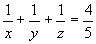 1/x + 1/y + 1/z = 4/5